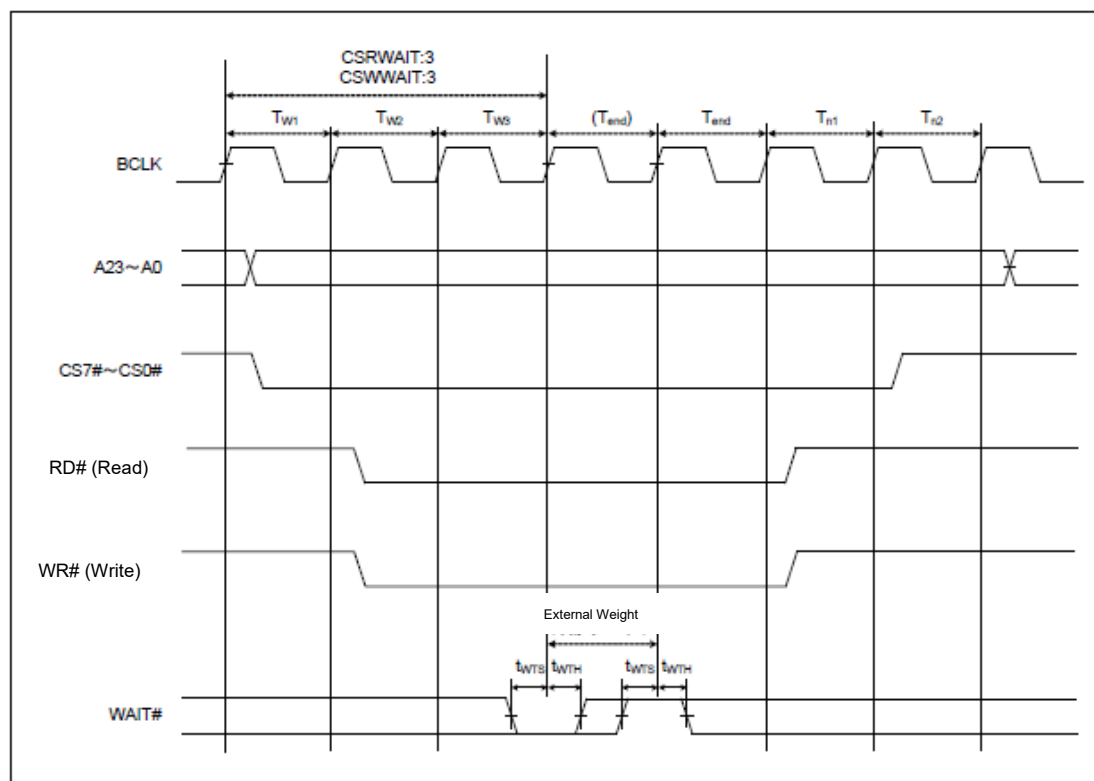 CSRWAIT:3
CSWWAIT:3
TW1 TW2 TW3 (Tend) Tend Tn1 Tn2
BCLK
A23~A0
CS7#~CS0#
RD# (Read)
WR# (Write)
External Weight
tWTS tWTH tWTS tWTH
WAIT#